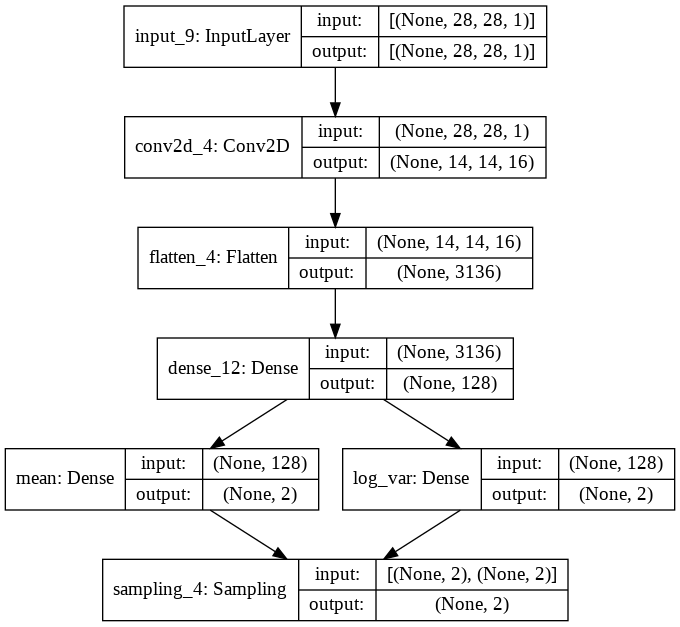 input_9: InputLayer
input: [(None, 28, 28, 1)]
output: [(None, 28, 28, 1)]
conv2d_4: Conv2D
input: (None, 28, 28, 1)
output: (None, 14, 14, 16)
flatten_4: Flatten
input: (None, 14, 14, 16)
output: (None, 3136)
dense_12: Dense
input: (None, 3136)
output: (None, 128)
mean: Dense
input: (None, 128)
output: (None, 2)
log_var: Dense
input: (None, 128)
output: (None, 2)
sampling_4: Sampling
input: [(None, 2), (None, 2)]
output: (None, 2)